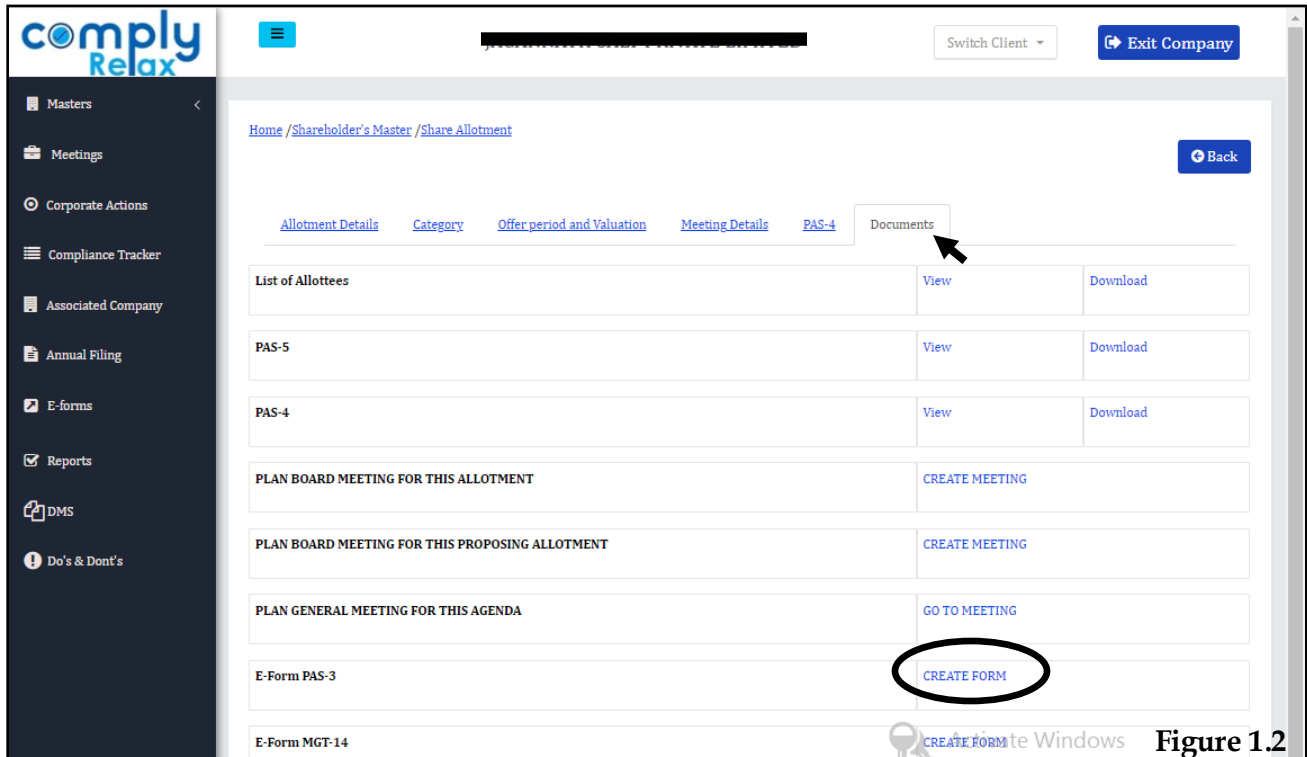 comply
Relax
Switch Client
Exit Company
Masters
Meetings
Corporate Actions
Compliance Tracker
Associated Company
Annual Filing
E-forms
Reports
DMS
Do's & Dont's
Home /Shareholder's Master /Share Allotment
Back
Allotment Details Category Offer period and Valuation Meeting Details PAS-4 Documents
List of Allottees View Download
PAS-5 View Download
PAS-4 View Download
PLAN BOARD MEETING FOR THIS ALLOTMENT CREATE MEETING
PLAN BOARD MEETING FOR THIS PROPOSING ALLOTMENT CREATE MEETING
PLAN GENERAL MEETING FOR THIS AGENDA GO TO MEETING
E-Form PAS-3 CREATE FORM
E-Form MGT-14 CREATE FORM
Activate Windows
Figure 1.2